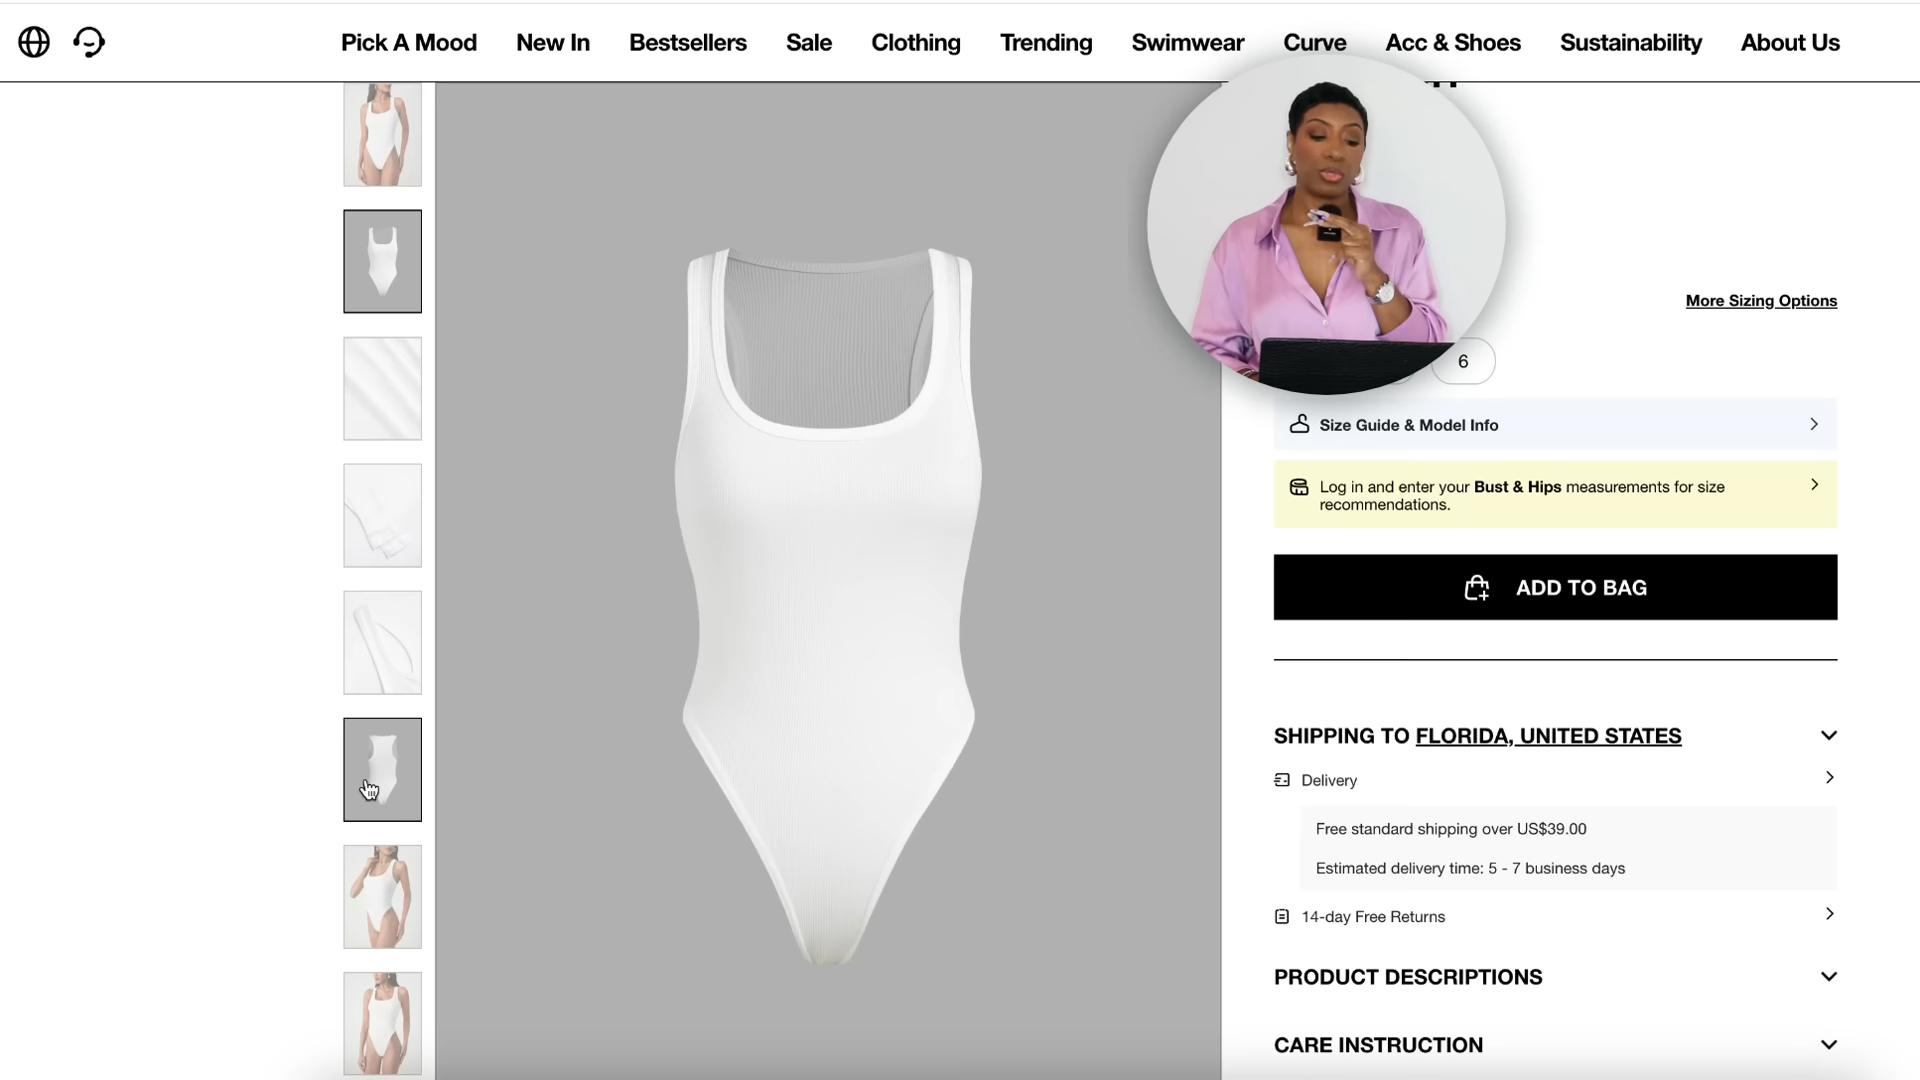 Pick A Mood
New In
Bestsellers
Sale
Clothing
Trending
Swimwear
Curve
Acc & Shoes
Sustainability
About Us
More Sizing Options
6
Size Guide & Model Info
Log in and enter your Bust & Hips measurements for size
recommendations.
ADD TO BAG
SHIPPING TO FLORIDA, UNITED STATES
Delivery
Free standard shipping over US$39.00
Estimated delivery time: 5 - 7 business days
14-day Free Returns
PRODUCT DESCRIPTIONS
CARE INSTRUCTION